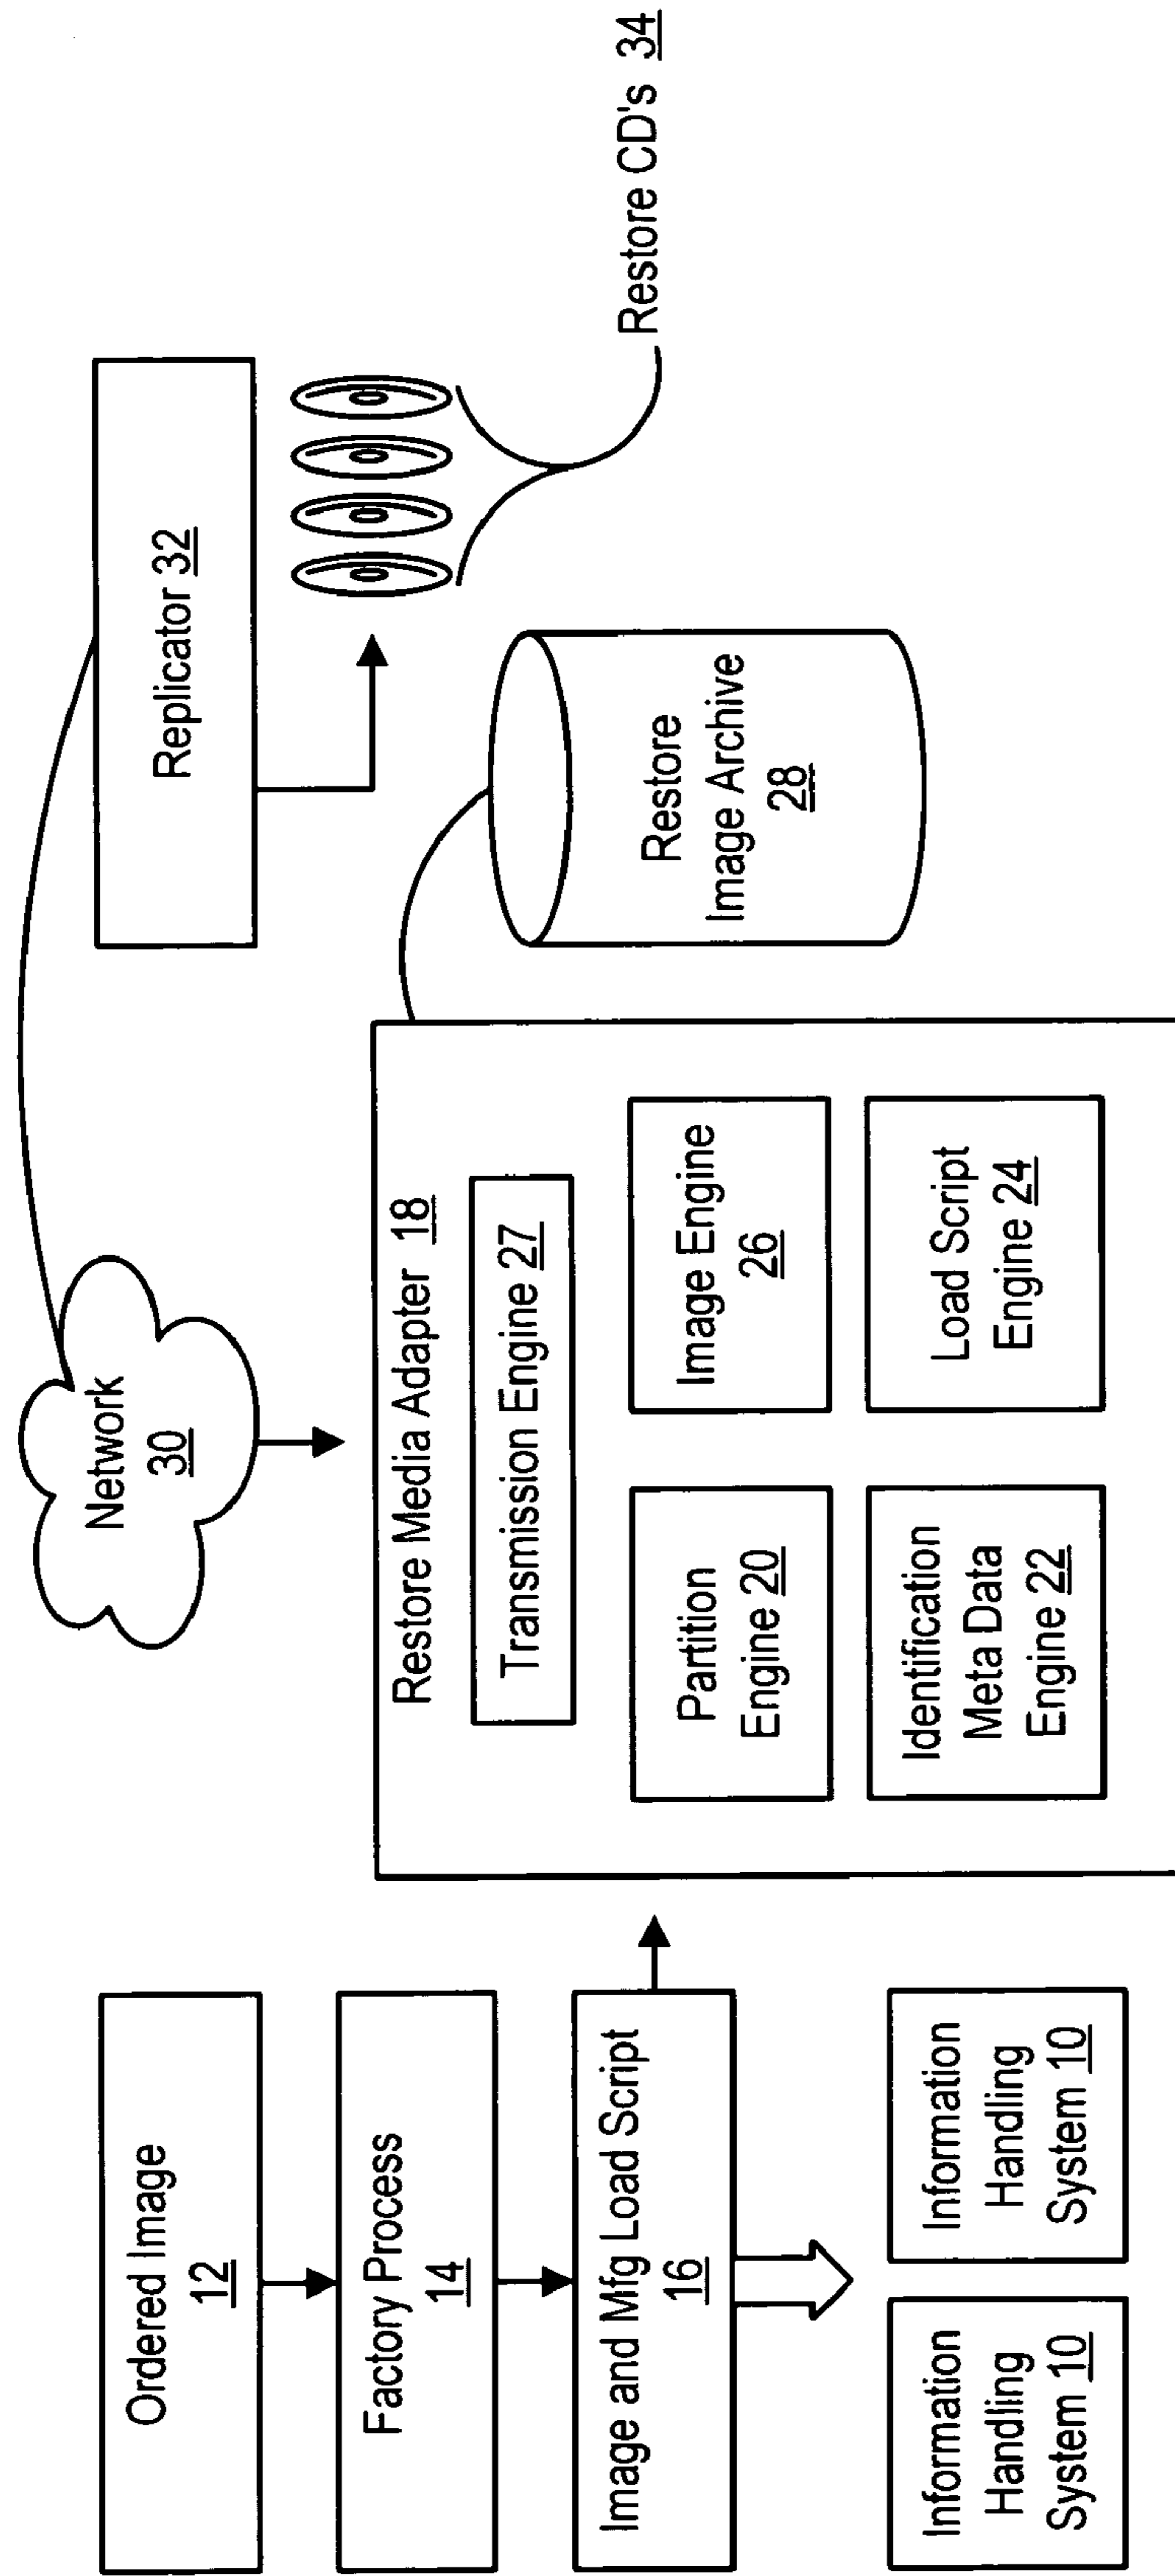 Ordered Image
12
Factory Process
14
Image and Mfg Load Script
16
Information
Handling
System 10
Information
Handling
System 10
Network
30
Restore Media Adapter 18
Transmission Engine 27
Partition
Engine 20
Image Engine
26
Identification
Meta Data
Engine 22
Load Script
Engine 24
Replicator 32
Restore CD's 34
Restore
Image Archive
28